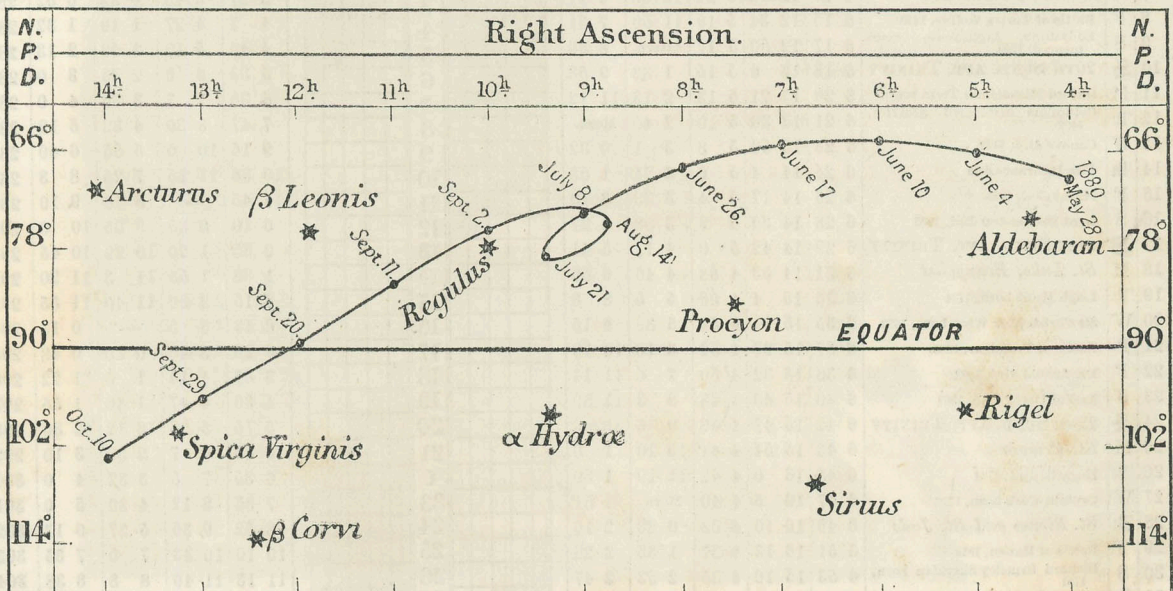 N. P. D.
Right Ascension.
N. P. D.
14h. 13h. 12h. 11h. 10h. 9h. 8h. 7h. 6h. 5h. 4h.
66° 66°
July 8. June 26. June 17 June 10 June 4 1880 May 28
Arcturus β Leonis Sept. 2
Aug. 14.
78° Sept. 11 Regulus July 21 Aldebaran 78°
Sept. 20 Procyon
90° EQUATOR 90°
Sept. 29
Oct. 10 Rigel
102° Spica Virginis α Hydræ 102°
Sirius
114° β Corvi 114°